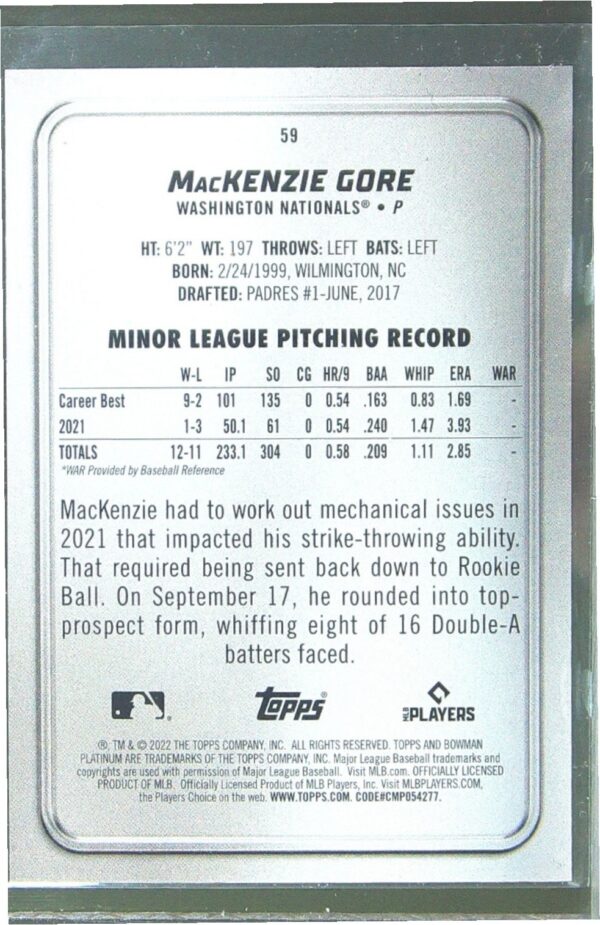 59
MACKENZIE GORE
WASHINGTON NATIONALS® • P
HT: 6'2" WT: 197 THROWS: LEFT BATS: LEFT
BORN: 2/24/1999, WILMINGTON, NC
DRAFTED: PADRES #1-JUNE, 2017
MINOR LEAGUE PITCHING RECORD
W-L IP SO CG HR/9 BAA WHIP ERA WAR
Career Best 9-2 101 135 0 0.54 .163 0.83 1.69 -
2021 1-3 50.1 61 0 0.54 .240 1.47 3.93 -
TOTALS 12-11 233.1 304 0 0.58 .209 1.11 2.85 -
*WAR Provided by Baseball Reference
MacKenzie had to work out mechanical issues in
2021 that impacted his strike-throwing ability.
That required being sent back down to Rookie
Ball. On September 17, he rounded into top-
prospect form, whiffing eight of 16 Double-A
batters faced.
Topps® MLB PLAYERS
®, TM & © 2022 THE TOPPS COMPANY, INC. ALL RIGHTS RESERVED. TOPPS AND BOWMAN
PLATINUM ARE TRADEMARKS OF THE TOPPS COMPANY, INC. Major League Baseball trademarks and
copyrights are used with permission of Major League Baseball. Visit MLB.com. OFFICIALLY LICENSED
PRODUCT OF MLB. Officially Licensed Product of MLB Players, Inc. Visit MLBPLAYERS.COM,
the Players Choice on the web. WWW.TOPPS.COM. CODE#CMP054277.